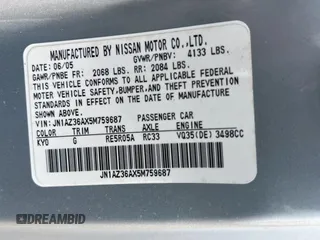 MANUFACTURED BY NISSAN MOTOR CO.,LTD.
DATE 06/05 GVWR/PNBV 4133 LBS.
GAWR/PNBE FR: 2068 LBS. RR: 2084 LBS.
THIS VEHICLE CONFORMS TO ALL APPLICABLE FEDERAL
MOTOR VEHICLE SAFETY, BUMPER, AND THEFT PREVENTION
STANDARDS IN EFFECT ON THE DATE OF MANUFACTURE SHOWN
ABOVE.
VIN: JN1AZ36AX5M759687 PASSENGER CAR
COLOR TRIM TRANS AXLE ENGINE
KY0 G RE5R05A RC33 VQ35(DE) 3498CC
JN1AZ36AX5M759687
DREAMBID